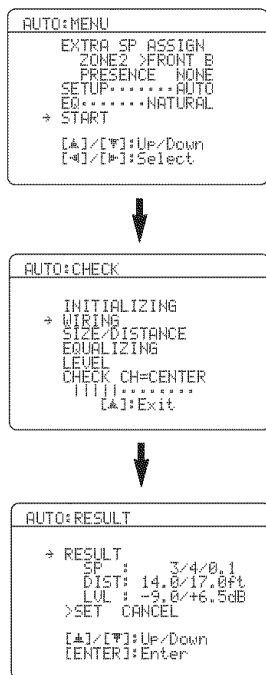 AUTO:MENU
EXTRA SP ASSIGN
ZONE2 >FRONT B
PRESENCE NONE
SETUP········AUTO
EQ·······NATURAL
→ START
[▲]/[▼]:Up/Down
[◀]/[▶]:Select
AUTO:CHECK
INITIALIZING
→ WIRING
SIZE/DISTANCE
EQUALIZING
LEVEL
CHECK CH=CENTER
|||||·········
[▲]:Exit
AUTO:RESULT
→ RESULT
SP : 3/4/0.1
DIST: 14.0/17.0ft
LVL : -9.0/+6.5dB
>SET CANCEL
[▲]/[▼]:Up/Down
[ENTER]:Enter